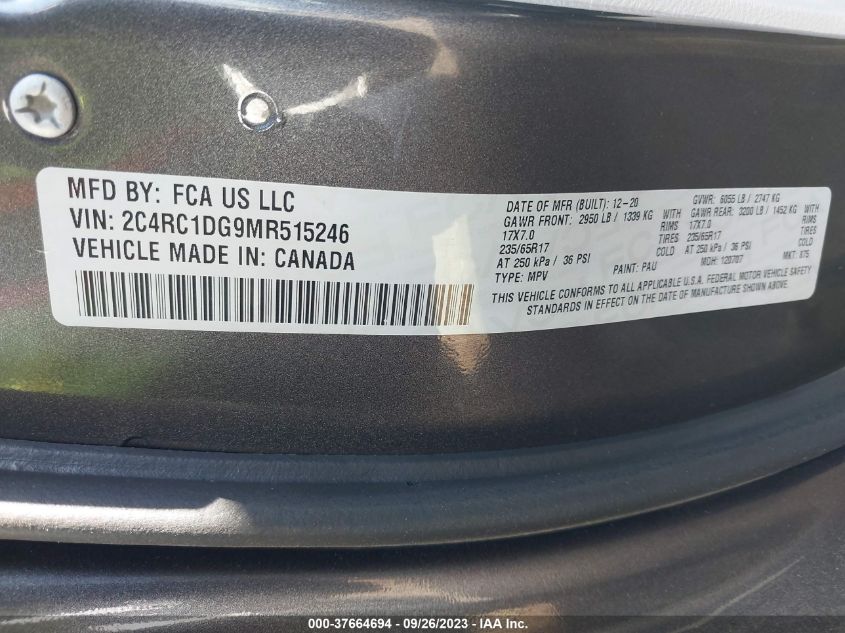 MFD BY: FCA US LLC
VIN: 2C4RC1DG9MR515246
VEHICLE MADE IN: CANADA
DATE OF MFR (BUILT): 12-20
GVWR: 6055 LB / 2747 KG
GAWR FRONT: 2950 LB / 1339 KG
GAWR REAR: 3200 LB / 1452 KG
WITH
17X7.0
RIMS
17X7.0
RIMS
235/65R17
TIRES
235/65R17
TIRES
AT 250 kPa / 36 PSI
COLD
AT 250 kPa / 36 PSI
COLD
TYPE: MPV
PAINT: PAU
MDH: 120707
MKT: 875
THIS VEHICLE CONFORMS TO ALL APPLICABLE U.S.A. FEDERAL MOTOR VEHICLE SAFETY
STANDARDS IN EFFECT ON THE DATE OF MANUFACTURE SHOWN ABOVE.
000-37664694 - 09/26/2023 - IAA Inc.